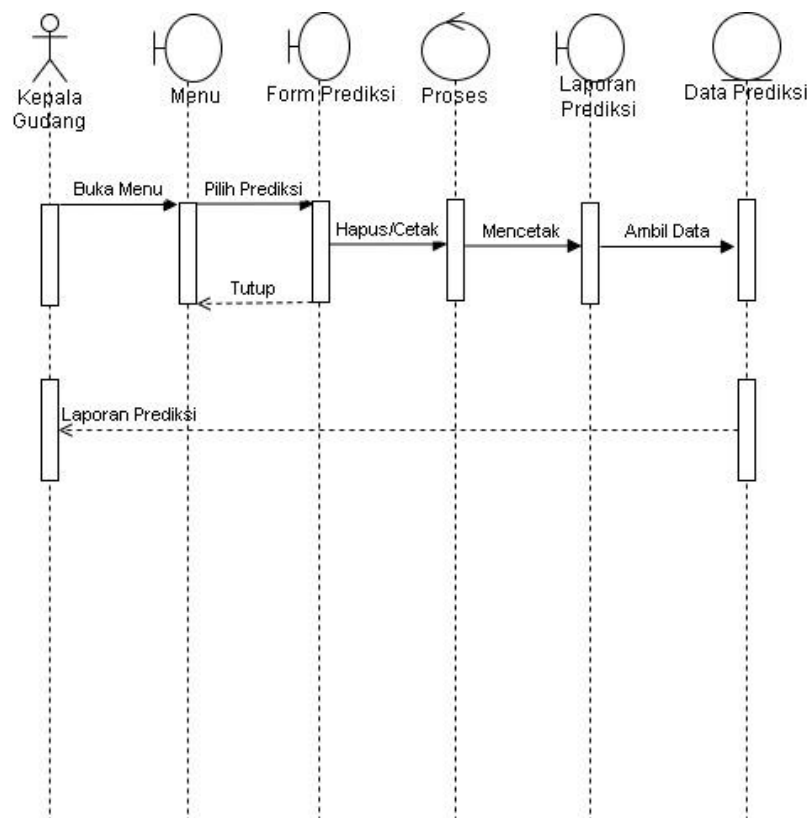 Kepala
Gudang
Menu
Form Prediksi
Proses
Laporan
Prediksi
Data Prediksi
Buka Menu
Pilih Prediksi
Hapus/Cetak
Mencetak
Ambil Data
Tutup
Laporan Prediksi